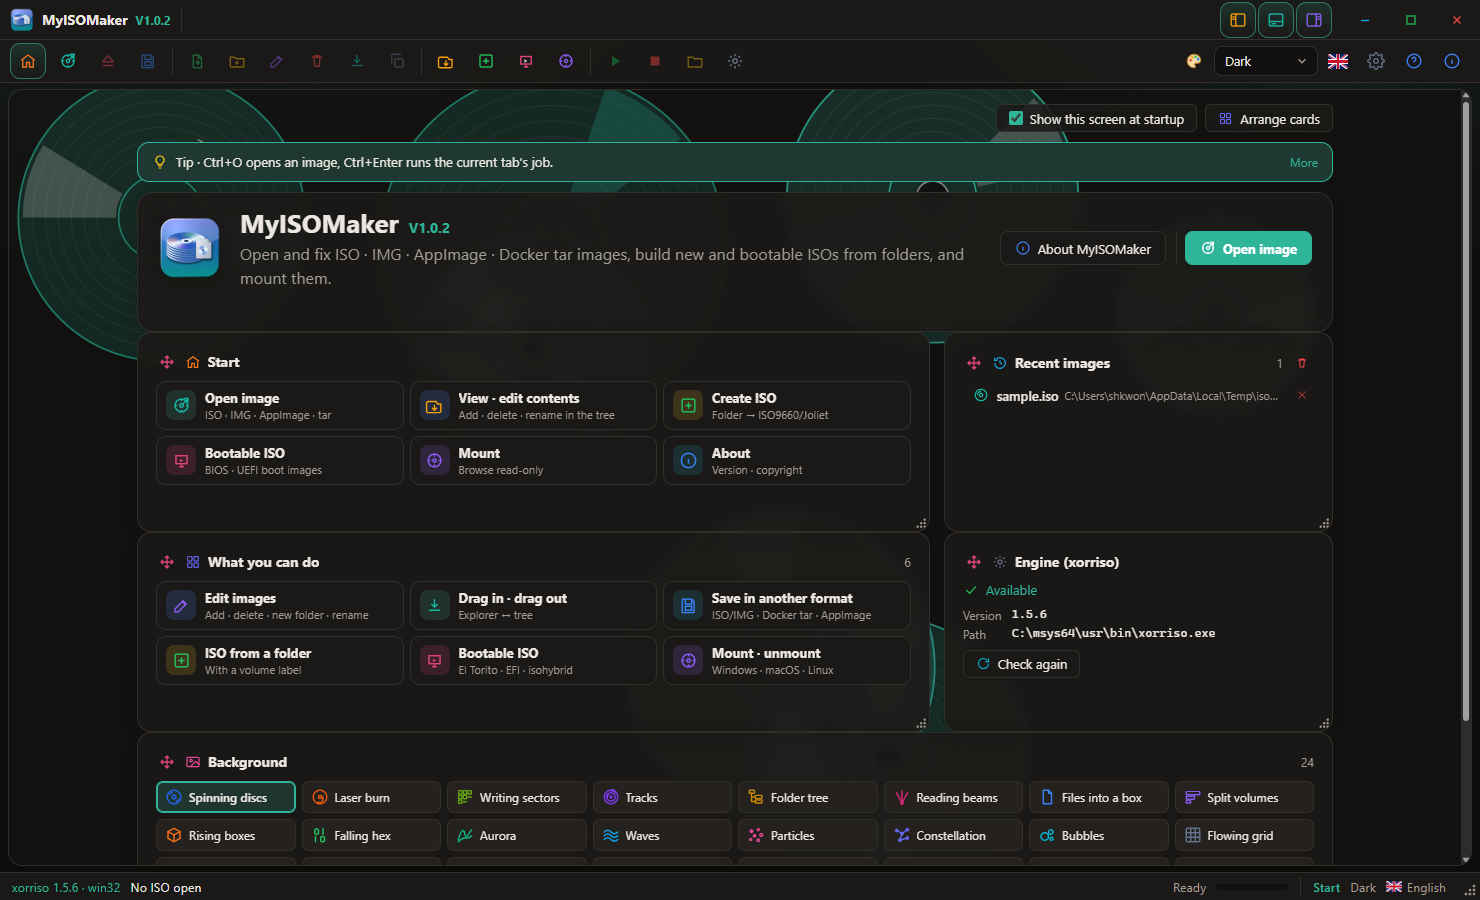 MyISOMaker V1.0.2
Dark
Show this screen at startup
Arrange cards
Tip · Ctrl+O opens an image, Ctrl+Enter runs the current tab's job.
More
MyISOMaker V1.0.2
Open and fix ISO · IMG · AppImage · Docker tar images, build new and bootable ISOs from folders, and
mount them.
About MyISOMaker
Open image
Start
Open image
ISO · IMG · AppImage · tar
View · edit contents
Add · delete · rename in the tree
Create ISO
Folder → ISO9660/Joliet
Bootable ISO
BIOS · UEFI boot images
Mount
Browse read-only
About
Version · copyright
Recent images
1
sample.iso C:\Users\shkwon\AppData\Local\Temp\iso...
What you can do
6
Edit images
Add · delete · new folder · rename
Drag in · drag out
Explorer ↔ tree
Save in another format
ISO/IMG · Docker tar · AppImage
ISO from a folder
With a volume label
Bootable ISO
El Torito · EFI · isohybrid
Mount · unmount
Windows · macOS · Linux
Engine (xorriso)
Available
Version 1.5.6
Path C:\msys64\usr\bin\xorriso.exe
Check again
Background
24
Spinning discs
Laser burn
Writing sectors
Tracks
Folder tree
Reading beams
Files into a box
Split volumes
Rising boxes
Falling hex
Aurora
Waves
Particles
Constellation
Bubbles
Flowing grid
xorriso 1.5.6 · win32 No ISO open
Ready
Start
Dark
English